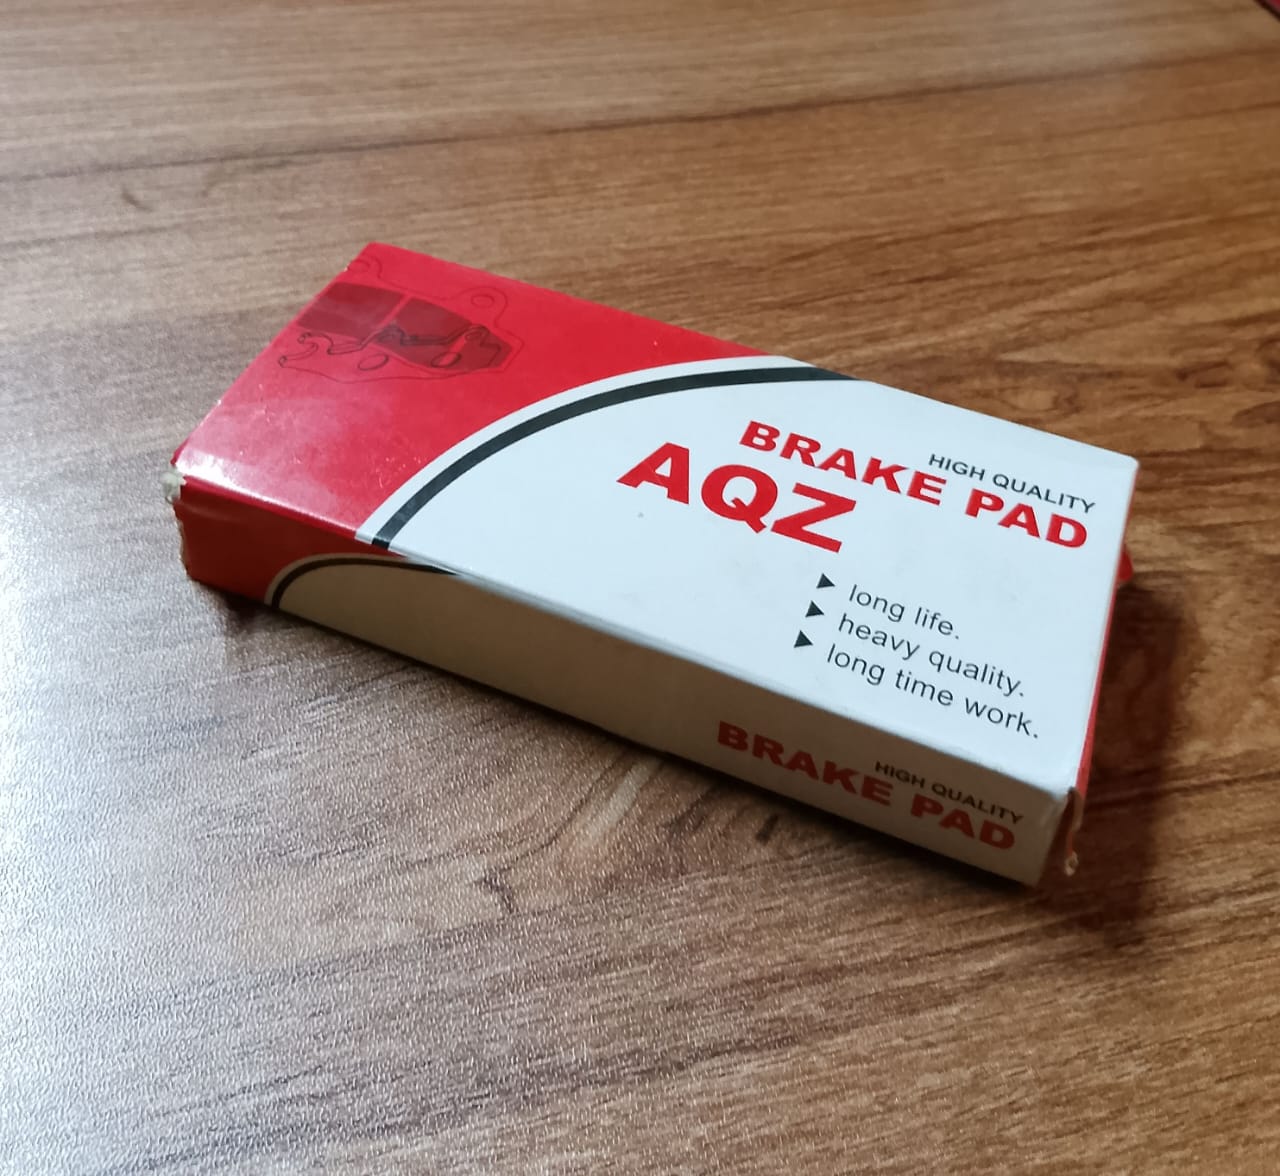 HIGH QUALITY
BRAKE PAD
AQZ
long life.
heavy quality.
long time work.
HIGH QUALITY
BRAKE PAD